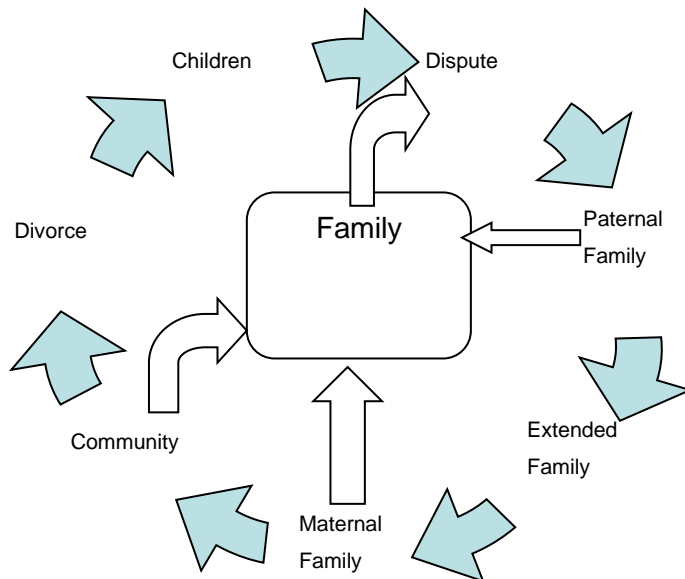 Children
Dispute
Family
Paternal
Family
Divorce
Community
Extended
Family
Maternal
Family